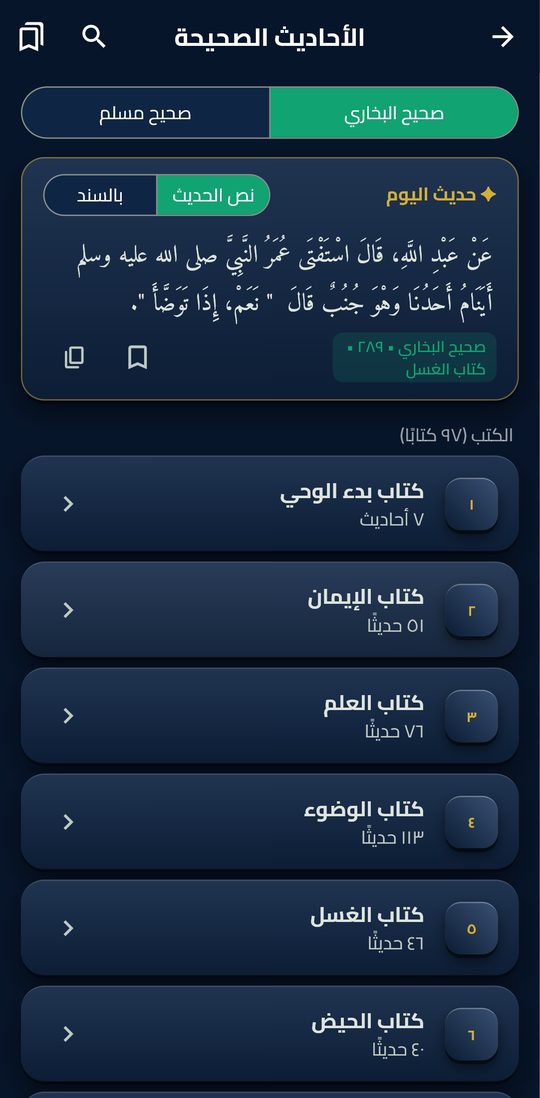 الأحاديث الصحيحة
صحيح البخاري
صحيح مسلم
حديث اليوم
نص الحديث
بالسند
عَنْ عَبْدِ اللَّهِ، قَالَ اسْتَفْتَى عُمَرُ النَّبِيَّ صلى الله عليه وسلم
أَيَنَامُ أَحَدُنَا وَهْوَ جُنُبٌ قَالَ " نَعَمْ، إِذَا تَوَضَّأَ ".
صحيح البخاري • ٢٨٩ •
كتاب الغسل
الكتب (٩٧ كتابًا)
١
كتاب بدء الوحي
٧ أحاديث
٢
كتاب الإيمان
٥١ حديثًا
٣
كتاب العلم
٧٦ حديثًا
٤
كتاب الوضوء
١١٣ حديثًا
٥
كتاب الغسل
٤٦ حديثًا
٦
كتاب الحيض
٤٠ حديثًا